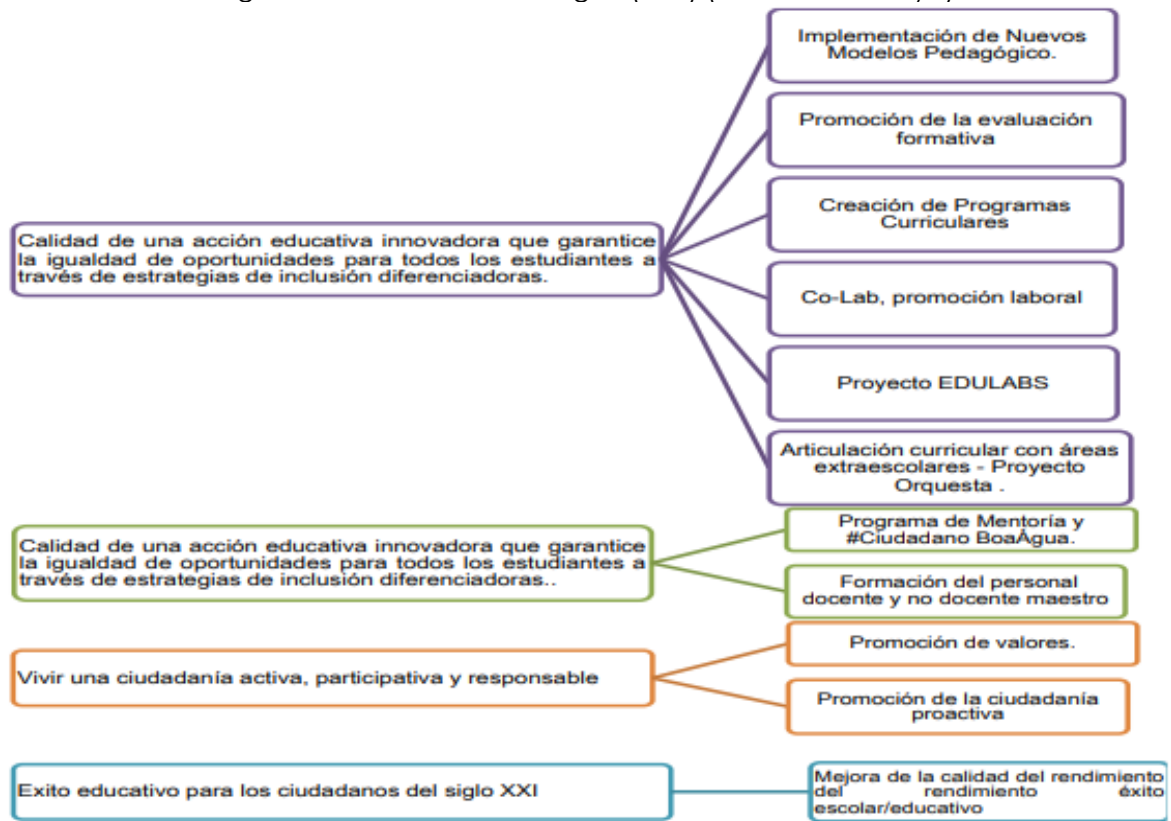 Implementación de Nuevos
Modelos Pedagógico.
Promoción de la evaluación
formativa
Creación de Programas
Curriculares
Calidad de una acción educativa innovadora que garantice
la igualdad de oportunidades para todos los estudiantes a
través de estrategias de inclusión diferenciadoras.
Co-Lab, promoción laboral
Proyecto EDULABS
Articulación curricular con áreas
extraescolares - Proyecto
Orquesta .
Calidad de una acción educativa innovadora que garantice
la igualdad de oportunidades para todos los estudiantes a
través de estrategias de inclusión diferenciadoras..
Programa de Mentoría y
#Ciudadano BoaÁgua.
Formación del personal
docente y no docente maestro
Vivir una ciudadanía activa, participativa y responsable
Promoción de valores.
Promoción de la ciudadanía
proactiva
Exito educativo para los ciudadanos del siglo XXI
Mejora de la calidad del rendimiento
del rendimiento éxito
escolar/educativo